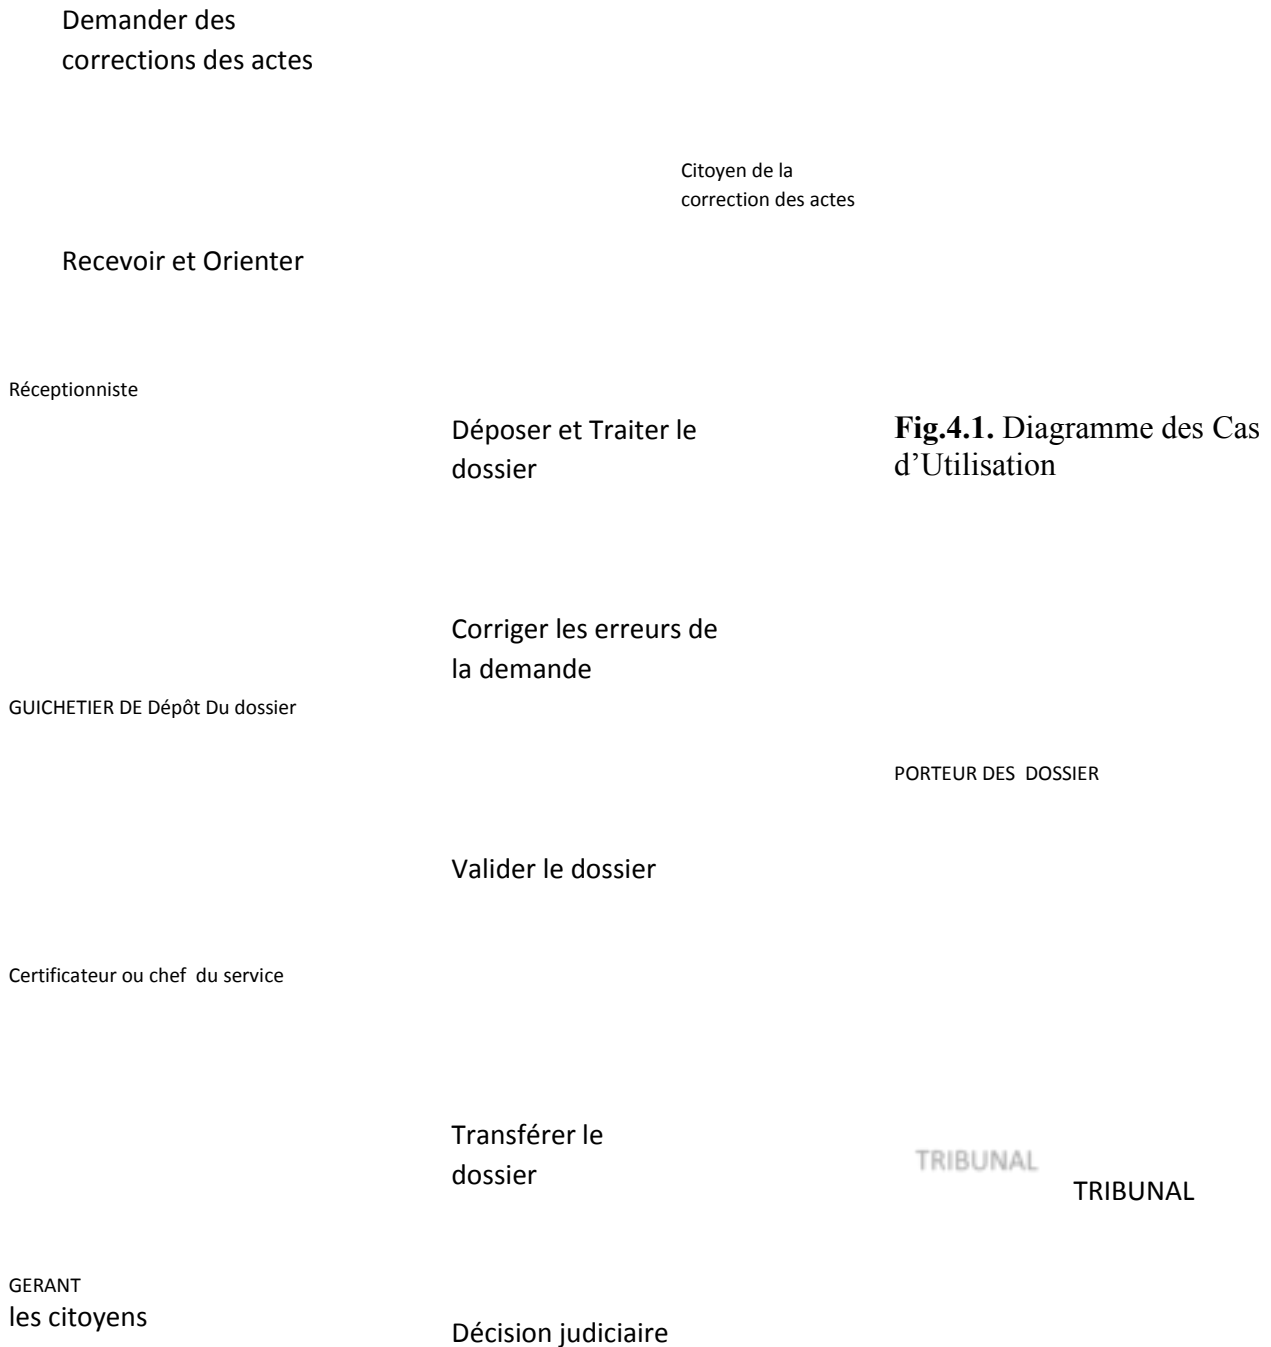 Demander des
corrections des actes
Citoyen de la
correction des actes
Recevoir et Orienter
Réceptionniste
Déposer et Traiter le
dossier
Fig.4.1. Diagramme des Cas
d’Utilisation
Corriger les erreurs de
la demande
GUICHETIER DE Dépôt Du dossier
PORTEUR DES  DOSSIER
Valider le dossier
Certificateur ou chef  du service
Transférer le
dossier
TRIBUNAL
TRIBUNAL
GERANT
les citoyens
Décision judiciaire